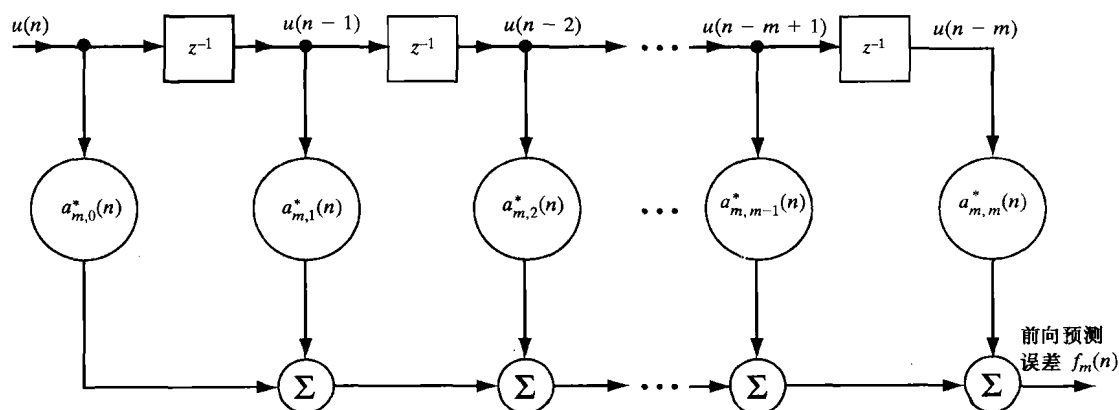 u(n) u(n − 1) u(n − 2) u(n − m + 1) u(n − m)
z⁻¹ z⁻¹ ··· z⁻¹
a*ₘ,₀(n) a*ₘ,₁(n) a*ₘ,₂(n) ··· a*ₘ,ₘ₋₁(n) a*ₘ,ₘ(n)
前向预测
误差 fₘ(n)
Σ Σ ··· Σ Σ